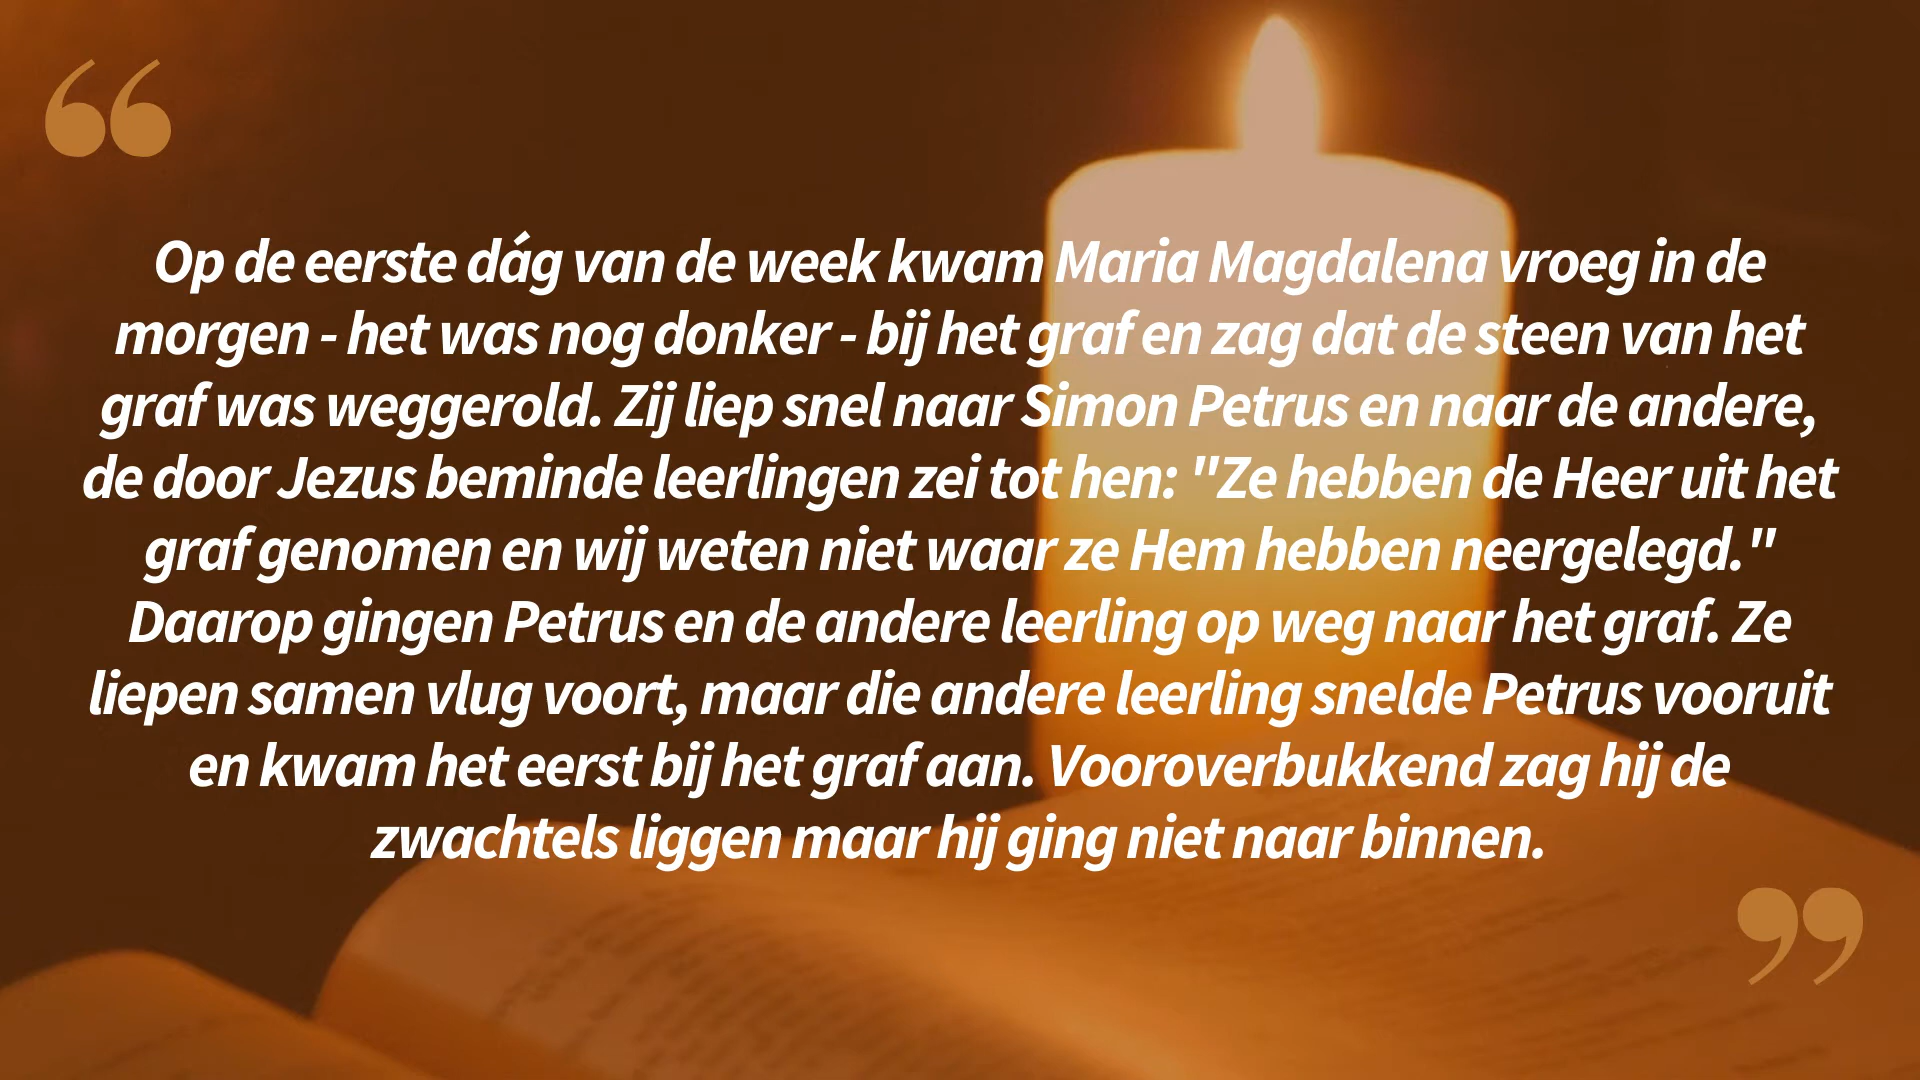 “
Op de eerste dág van de week kwam Maria Magdalena vroeg in de
morgen - het was nog donker - bij het graf en zag dat de steen van het
graf was weggerold. Zij liep snel naar Simon Petrus en naar de andere,
de door Jezus beminde leerlingen zei tot hen: "Ze hebben de Heer uit het
graf genomen en wij weten niet waar ze Hem hebben neergelegd."
Daarop gingen Petrus en de andere leerling op weg naar het graf. Ze
liepen samen vlug voort, maar die andere leerling snelde Petrus vooruit
en kwam het eerst bij het graf aan. Vooroverbukkend zag hij de
zwachtels liggen maar hij ging niet naar binnen.
”